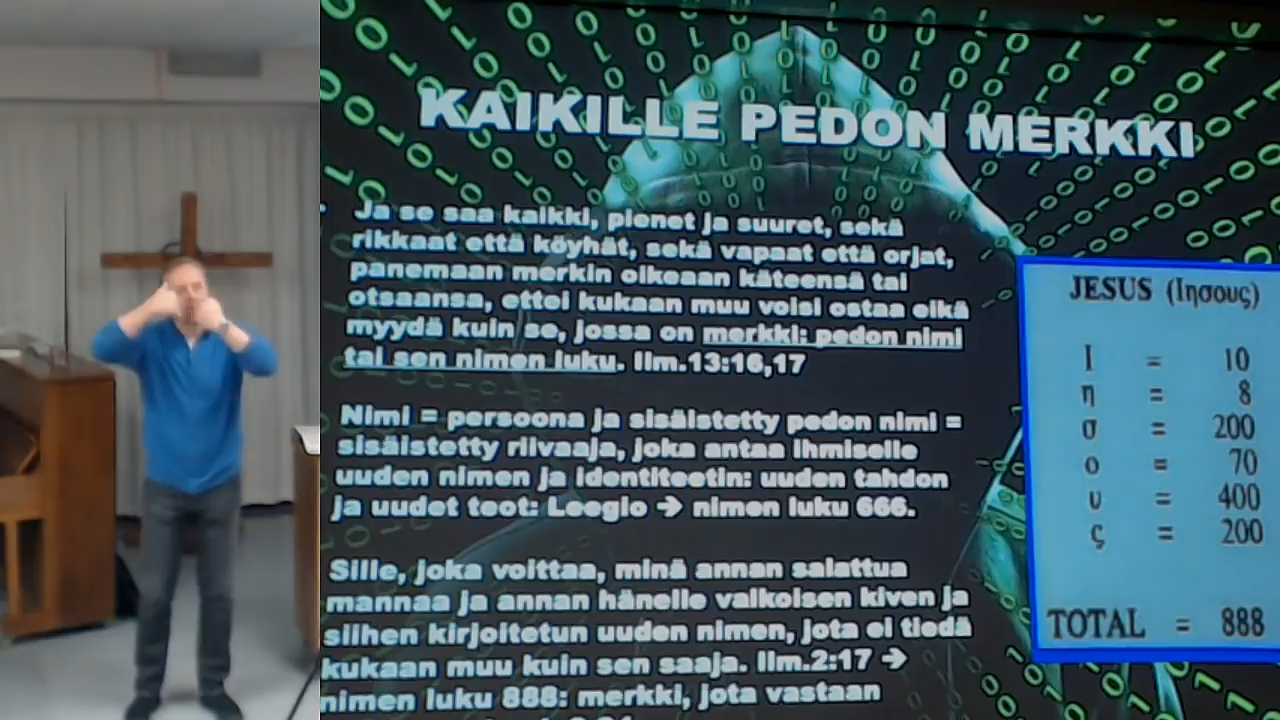 KAIKILLE PEDON MERKKI
Ja se saa kaikki, pienet ja suuret, sekä
rikkaat että köyhät, sekä vapaat että orjat,
panemaan merkin oikeaan käteensä tai
otsaansa, ettei kukaan muu voisi ostaa eikä
myydä kuin se, jossa on merkki: pedon nimi
tai sen nimen luku. Ilm.13:16,17
Nimi = persoona ja sisäistetty pedon nimi =
sisäistetty riivaaja, joka antaa ihmiselle
uuden nimen ja identiteetin: uuden tahdon
ja uudet teot: Leegio → nimen luku 666.
Sille, joka voittaa, minä annan salattua
mannaa ja annan hänelle valkoisen kiven ja
siihen kirjoitetun uuden nimen, jota ei tiedä
kukaan muu kuin sen saaja. Ilm.2:17 →
nimen luku 888: merkki, jota vastaan
JESUS (Ιησους)
Ι = 10
η = 8
σ = 200
ο = 70
υ = 400
ς = 200
TOTAL = 888